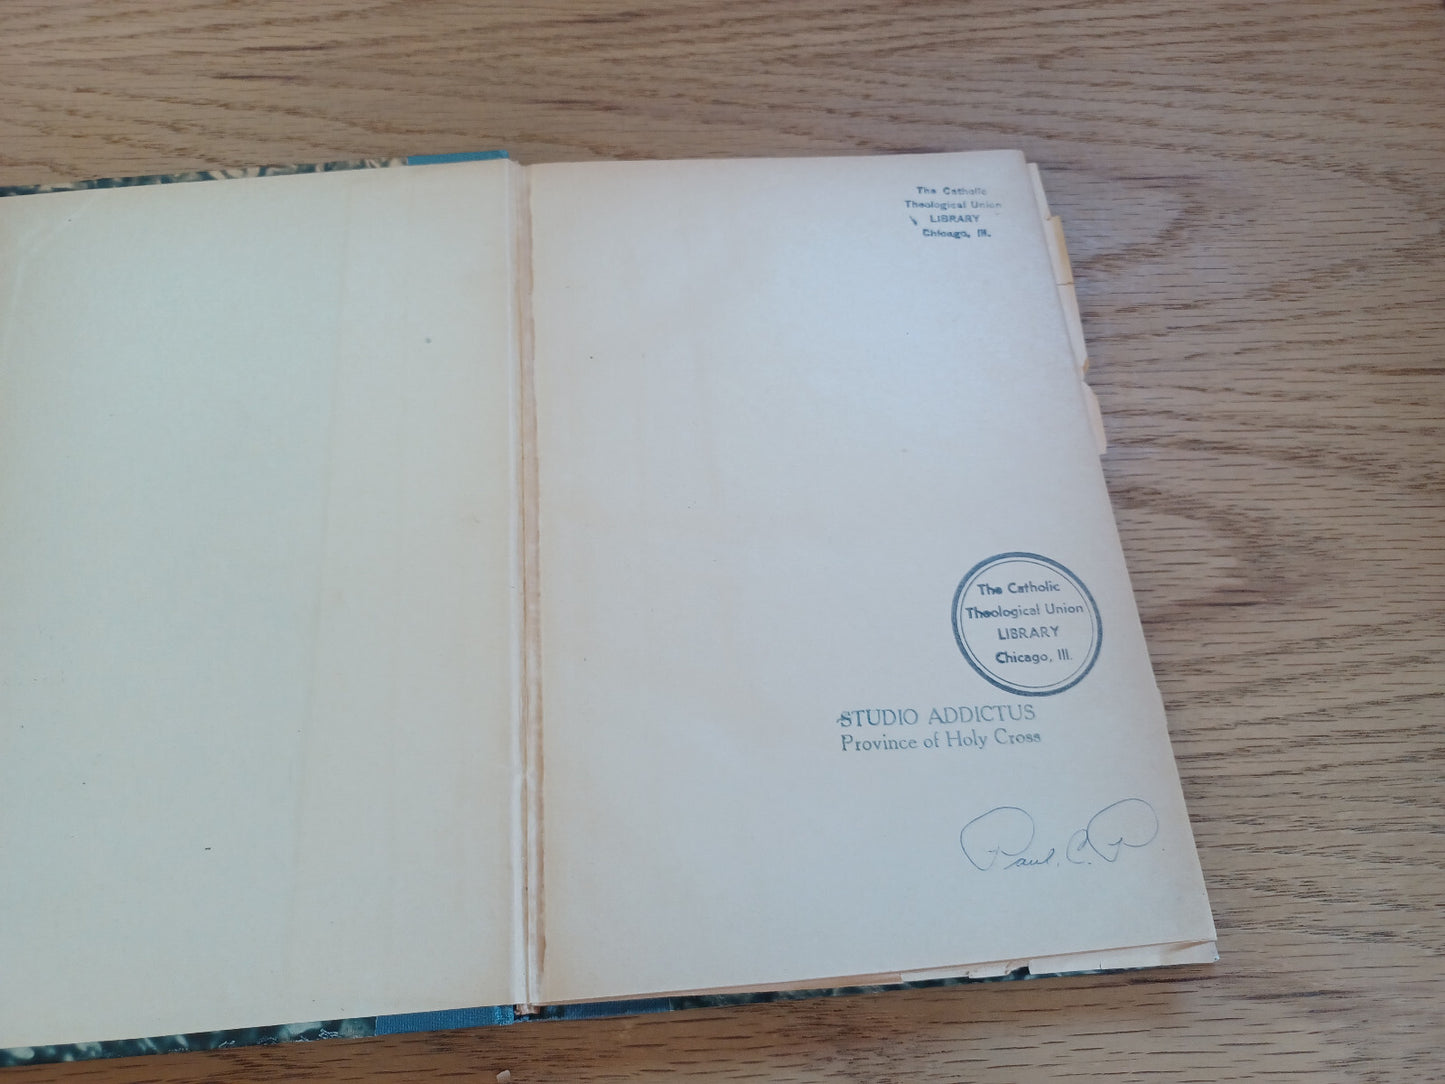 The Catholic
Theological Union
LIBRARY
Chicago, Ill.
The Catholic
Theological Union
LIBRARY
Chicago, Ill.
STUDIO ADDICTUS
Province of Holy Cross
Paul, C.P.